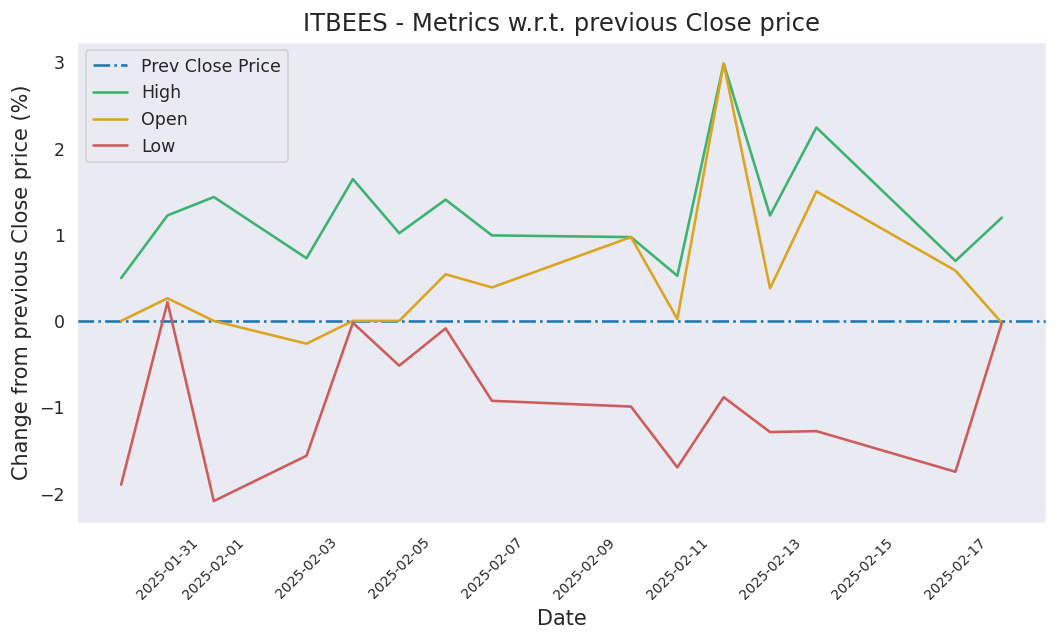 ITBEES - Metrics w.r.t. previous Close price
Prev Close Price
High
Open
Low
Change from previous Close price (%)
3
2
1
0
−1
−2
2025-01-31
2025-02-01
2025-02-03
2025-02-05
2025-02-07
2025-02-09
2025-02-11
2025-02-13
2025-02-15
2025-02-17
Date